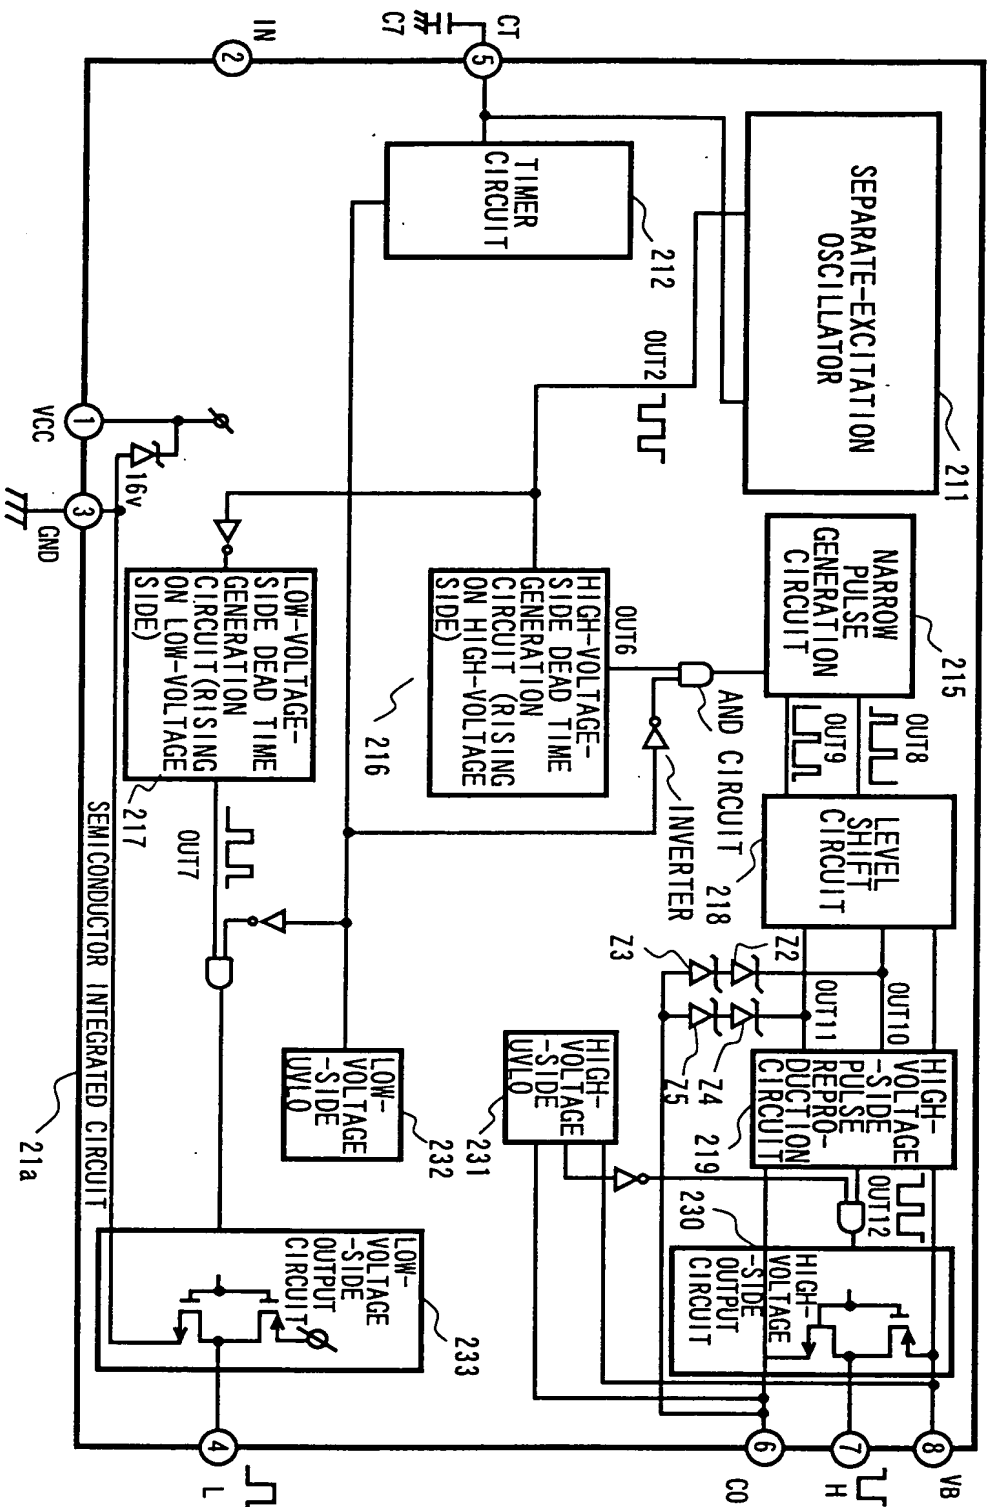 SEPARATE-EXCITATION
OSCILLATOR
211
NARROW
PULSE
GENERATION
CIRCUIT
215
OUT8
OUT9
LEVEL
SHIFT
CIRCUIT
218
OUT10
OUT11
HIGH-
VOLTAGE
-SIDE
PULSE
REPRO-
DUCTION
CIRCUIT
219
OUT12
230
HIGH-
VOLTAGE
-SIDE
OUTPUT
CIRCUIT
8
VB
7
H
6
CO
Z2
Z3
Z4
Z5
CT
C7
5
TIMER
CIRCUIT
212
OUT2
OUT6
AND CIRCUIT
INVERTER
HIGH-VOLTAGE-
SIDE DEAD TIME
GENERATION
CIRCUIT (RISING
ON HIGH-VOLTAGE
SIDE)
216
HIGH-
VOLTAGE
-SIDE
UVLO
231
LOW-
VOLTAGE
-SIDE
UVLO
232
IN
2
LOW-VOLTAGE-
SIDE DEAD TIME
GENERATION
CIRCUIT(RISING
ON LOW-VOLTAGE
SIDE)
217
OUT7
LOW-
VOLTAGE
-SIDE
OUTPUT
CIRCUIT
233
4
L
1
VCC
16v
3
GND
SEMICONDUCTOR INTEGRATED CIRCUIT
21a